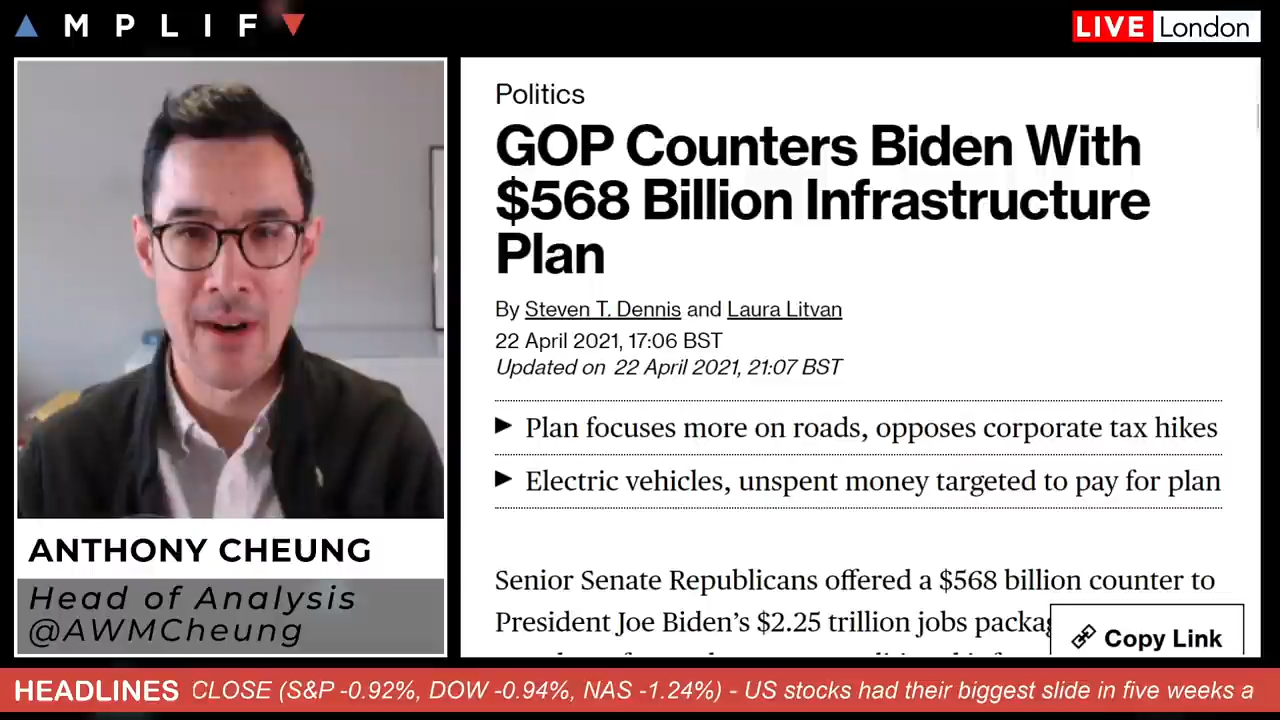 ▲ M P L I F ▼
LIVE London
Politics
GOP Counters Biden With
$568 Billion Infrastructure
Plan
By Steven T. Dennis and Laura Litvan
22 April 2021, 17:06 BST
Updated on 22 April 2021, 21:07 BST
► Plan focuses more on roads, opposes corporate tax hikes
► Electric vehicles, unspent money targeted to pay for plan
Senior Senate Republicans offered a $568 billion counter to
President Joe Biden’s $2.25 trillion jobs
Copy Link
ANTHONY CHEUNG
Head of Analysis
@AWMCheung
HEADLINES CLOSE (S&P -0.92%, DOW -0.94%, NAS -1.24%) - US stocks had their biggest slide in five weeks a